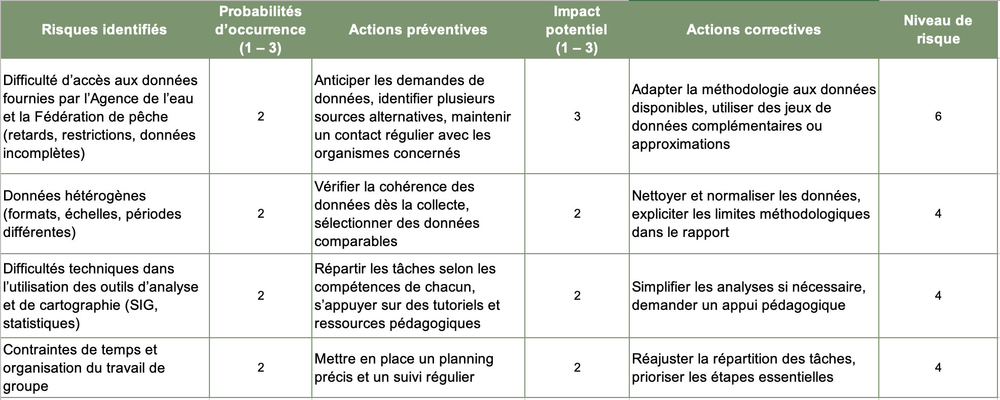 Risques identifiés
Probabilités
d’occurrence
(1 – 3)
Actions préventives
Impact
potentiel
(1 – 3)
Actions correctives
Niveau de
risque
Difficulté d’accès aux données
fournies par l’Agence de l’eau
et la Fédération de pêche
(retards, restrictions, données
incomplètes)
2
Anticiper les demandes de
données, identifier plusieurs
sources alternatives, maintenir
un contact régulier avec les
organismes concernés
3
Adapter la méthodologie aux données
disponibles, utiliser des jeux de
données complémentaires ou
approximations
6
Données hétérogènes
(formats, échelles, périodes
différentes)
2
Vérifier la cohérence des
données dès la collecte,
sélectionner des données
comparables
2
Nettoyer et normaliser les données,
expliciter les limites méthodologiques
dans le rapport
4
Difficultés techniques dans
l’utilisation des outils d’analyse
et de cartographie (SIG,
statistiques)
2
Répartir les tâches selon les
compétences de chacun,
s’appuyer sur des tutoriels et
ressources pédagogiques
2
Simplifier les analyses si nécessaire,
demander un appui pédagogique
4
Contraintes de temps et
organisation du travail de
groupe
2
Mettre en place un planning
précis et un suivi régulier
2
Réajuster la répartition des tâches,
prioriser les étapes essentielles
4